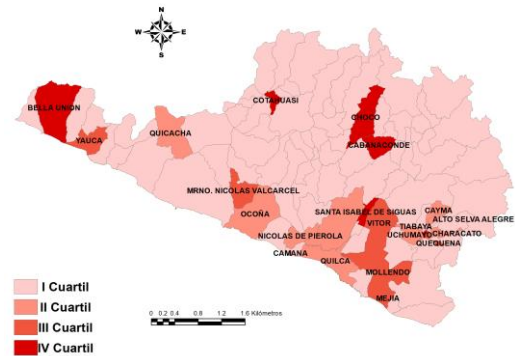 N
W E
S
BELLA UNION
YAUCA
QUICACHA
COTAHUASI
CHOCO
CABANACONDE
MRNO. NICOLAS VALCARCEL
OCOÑA
SANTA ISABEL DE SIGUAS
VITOR
CAYMA
ALTO SELVA ALEGRE
TIABAYA
UCHUMAYO
CHARACATO
QUEQUENA
NICOLAS DE PIEROLA
CAMANA
QUILCA
MOLLENDO
MEJIA
I Cuartil
II Cuartil
III Cuartil
IV Cuartil
0 0.2 0.4 0.8 1.2 1.6 Kilómetros